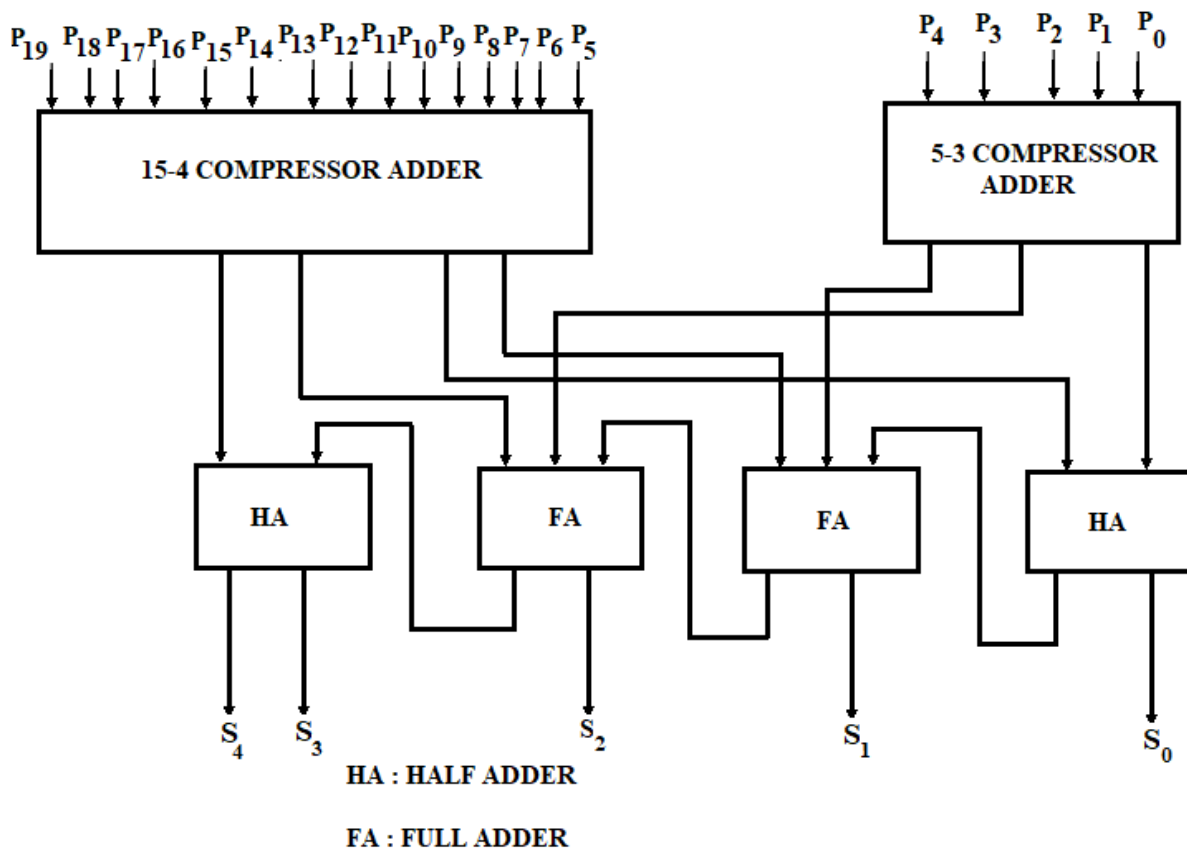 P19 P18 P17 P16 P15 P14 P13 P12 P11 P10 P9 P8 P7 P6 P5 P4 P3 P2 P1 P0
15-4 COMPRESSOR ADDER
5-3 COMPRESSOR
ADDER
HA FA FA HA
S4 S3 S2 S1 S0
HA : HALF ADDER
FA : FULL ADDER